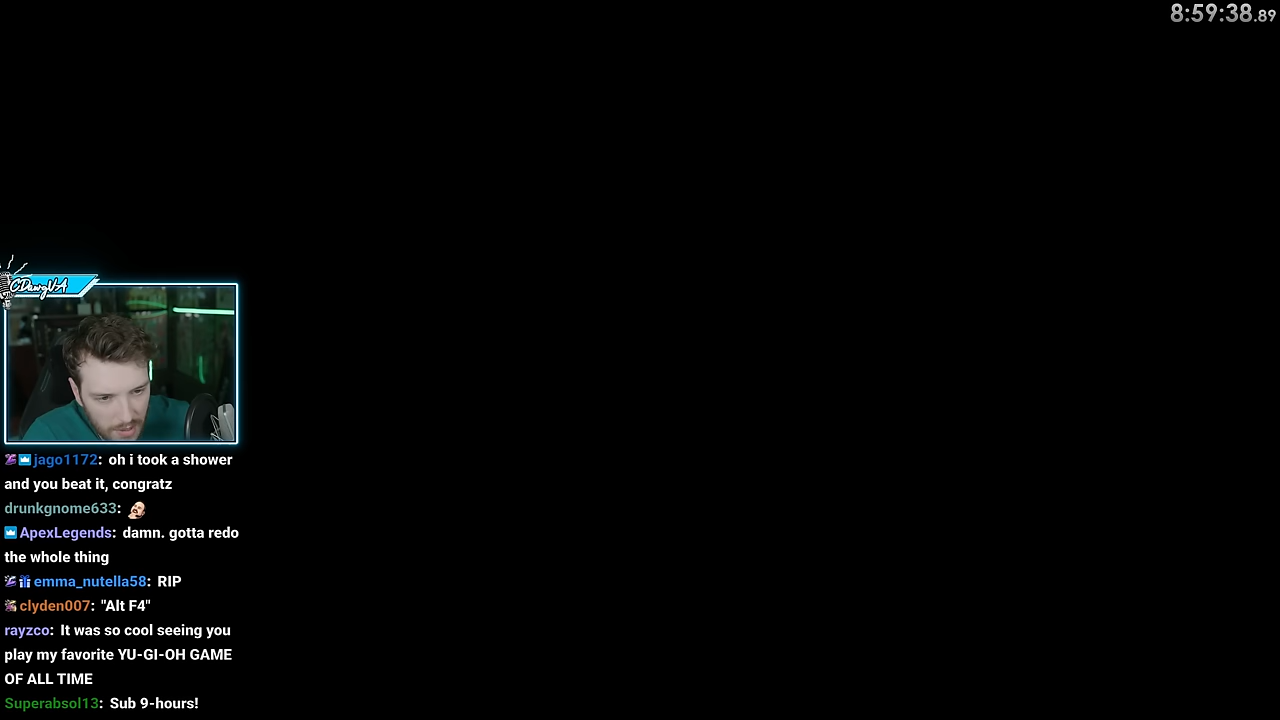 8:59:38.89
CDawgVA
jago1172: oh i took a shower
and you beat it, congratz
drunkgnome633:
ApexLegends: damn. gotta redo
the whole thing
emma_nutella58: RIP
clyden007: "Alt F4"
rayzco: It was so cool seeing you
play my favorite YU-GI-OH GAME
OF ALL TIME
Superabsol13: Sub 9-hours!